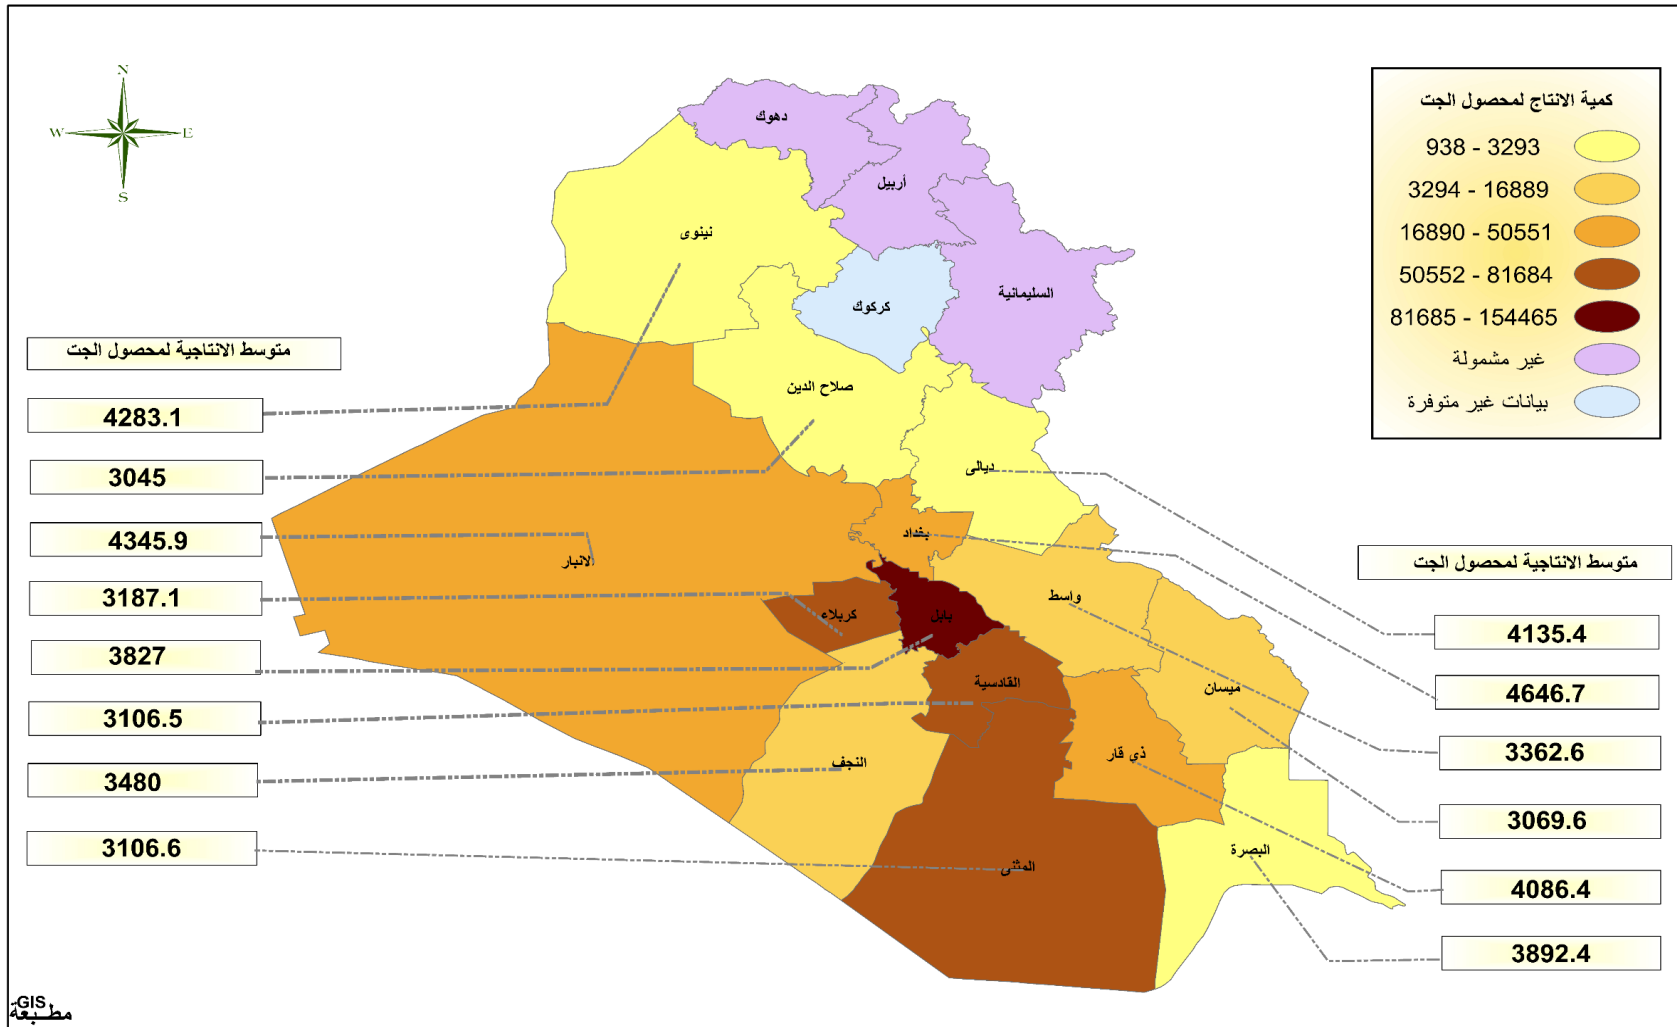 N
W
E
S
كمية الانتاج لمحصول الجت
938 - 3293
3294 - 16889
16890 - 50551
50552 - 81684
81685 - 154465
غير مشمولة
بيانات غير متوفرة
دهوك
أربيل
نينوى
السليمانية
كركوك
صلاح الدين
ديالى
بغداد
الانبار
واسط
كربلاء
بابل
القادسية
ميسان
ذي قار
النجف
البصرة
المثنى
متوسط الانتاجية لمحصول الجت
4283.1
3045
4345.9
3187.1
3827
3106.5
3480
3106.6
متوسط الانتاجية لمحصول الجت
4135.4
4646.7
3362.6
3069.6
4086.4
3892.4
GIS
مطبعة